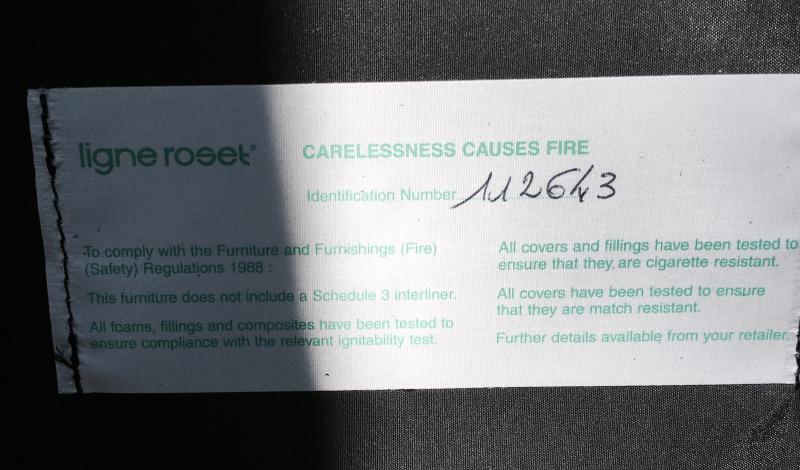 ligne roset®
CARELESSNESS CAUSES FIRE
Identification Number 112643
To comply with the Furniture and Furnishings (Fire)
(Safety) Regulations 1988 :
This furniture does not include a Schedule 3 interliner.
All foams, fillings and composites have been tested to
ensure compliance with the relevant ignitability test.
All covers and fillings have been tested to
ensure that they are cigarette resistant.
All covers have been tested to ensure
that they are match resistant.
Further details available from your retailer.